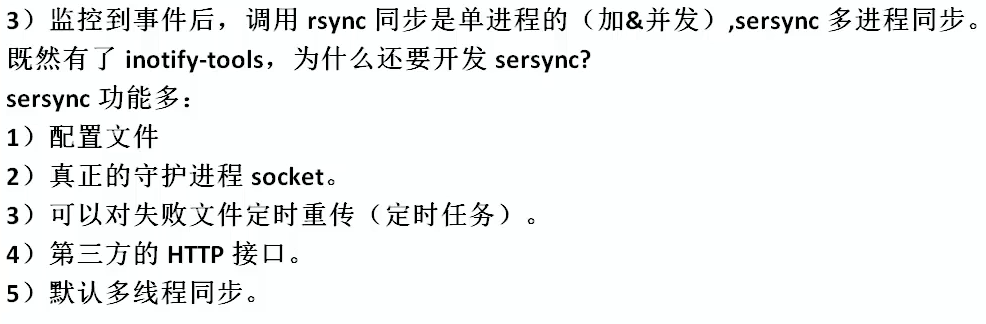 3）监控到事件后，调用 rsync 同步是单进程的（加&并发）,sersync 多进程同步。
既然有了 inotify-tools，为什么还要开发 sersync?
sersync 功能多：
1）配置文件
2）真正的守护进程 socket。
3）可以对失败文件定时重传（定时任务）。
4）第三方的 HTTP 接口。
5）默认多线程同步。